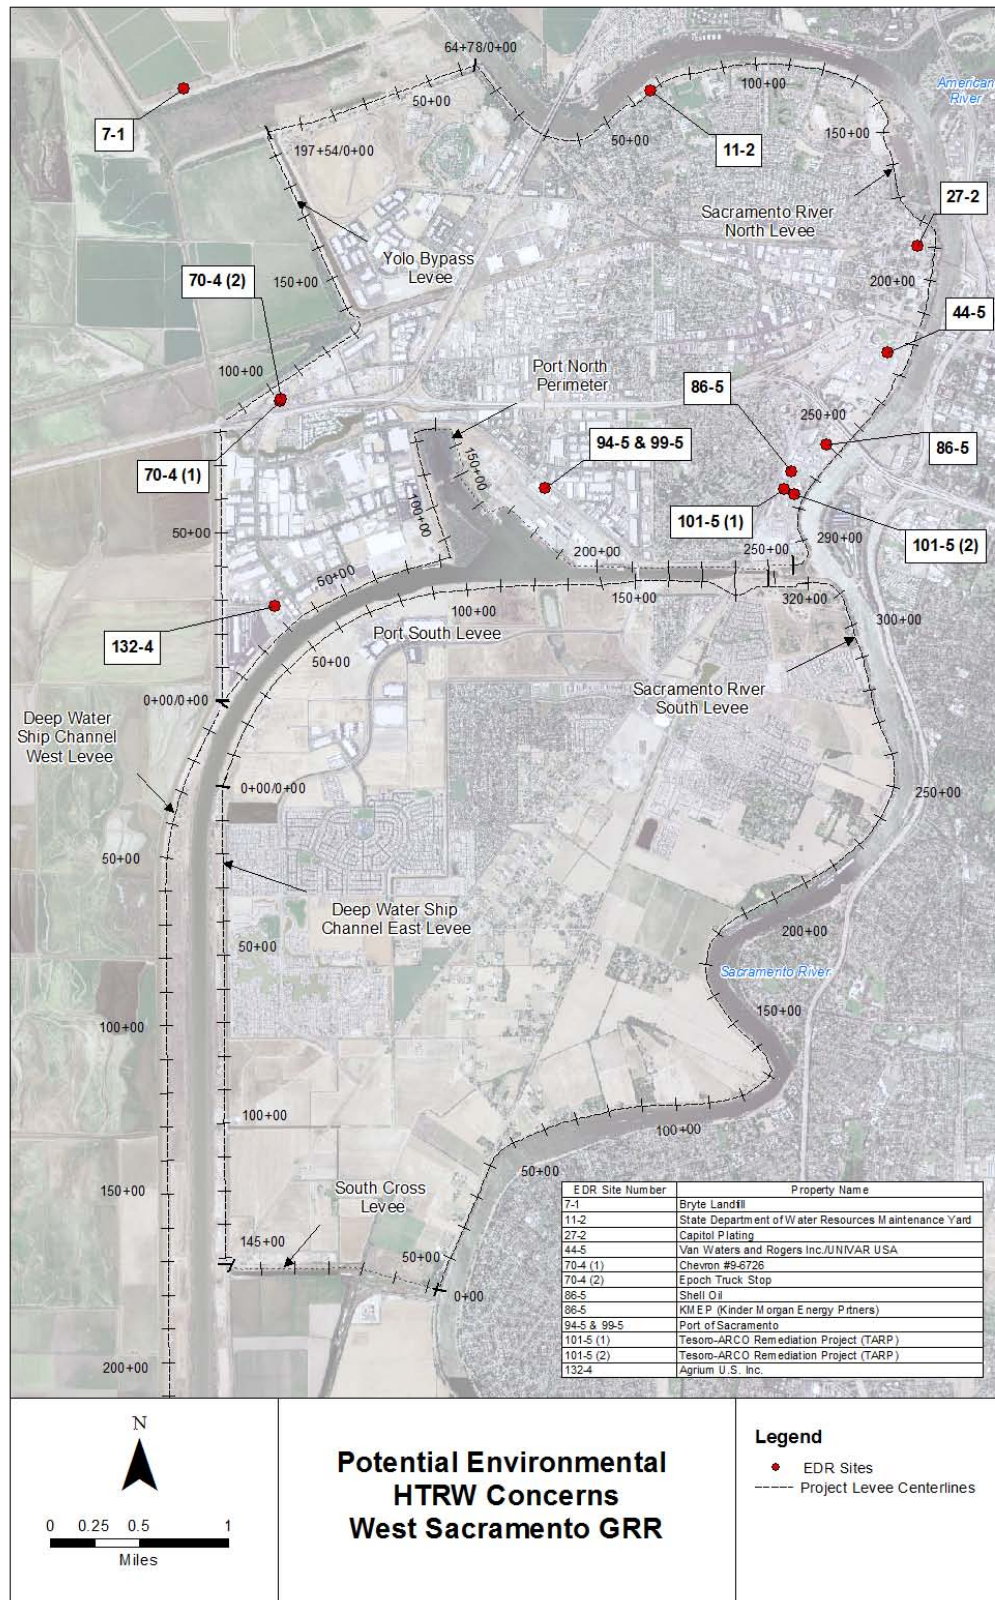 64+78/0+00
50+00
100+00
American
River
7-1
197+54/0+00
50+00
11-2
150+00
Sacramento River
North Levee
27-2
Yolo Bypass
Levee
70-4 (2)
150+00
200+00
44-5
Port North
Perimeter
100+00
86-5
250+00
94-5 & 99-5
86-5
70-4 (1)
150+00
100+00
101-5 (1)
290+00
101-5 (2)
50+00
200+00
250+00
50+00
100+00
150+00
320+00
300+00
132-4
Port South Levee
50+00
Sacramento River
South Levee
0+00/0+00
Deep Water
Ship Channel
West Levee
0+00/0+00
250+00
50+00
Deep Water Ship
Channel East Levee
200+00
50+00
Sacramento River
150+00
100+00
100+00
100+00
50+00
150+00
South Cross
Levee
145+00
50+00
0+00
200+00
EDR Site Number Property Name
7-1 Bryte Landfill
11-2 State Department of Water Resources Maintenance Yard
27-2 Capitol Plating
44-5 Van Waters and Rogers Inc./UNIVAR USA
70-4 (1) Chevron #9-6726
70-4 (2) Epoch Truck Stop
86-5 Shell Oil
86-5 KMEP (Kinder Morgan Energy Prtners)
94-5 & 99-5 Port of Sacramento
101-5 (1) Tesoro-ARCO Remediation Project (TARP)
101-5 (2) Tesoro-ARCO Remediation Project (TARP)
132-4 Agrium U.S. Inc.
N
0 0.25 0.5 1
Miles
Potential Environmental
HTRW Concerns
West Sacramento GRR
Legend
EDR Sites
Project Levee Centerlines